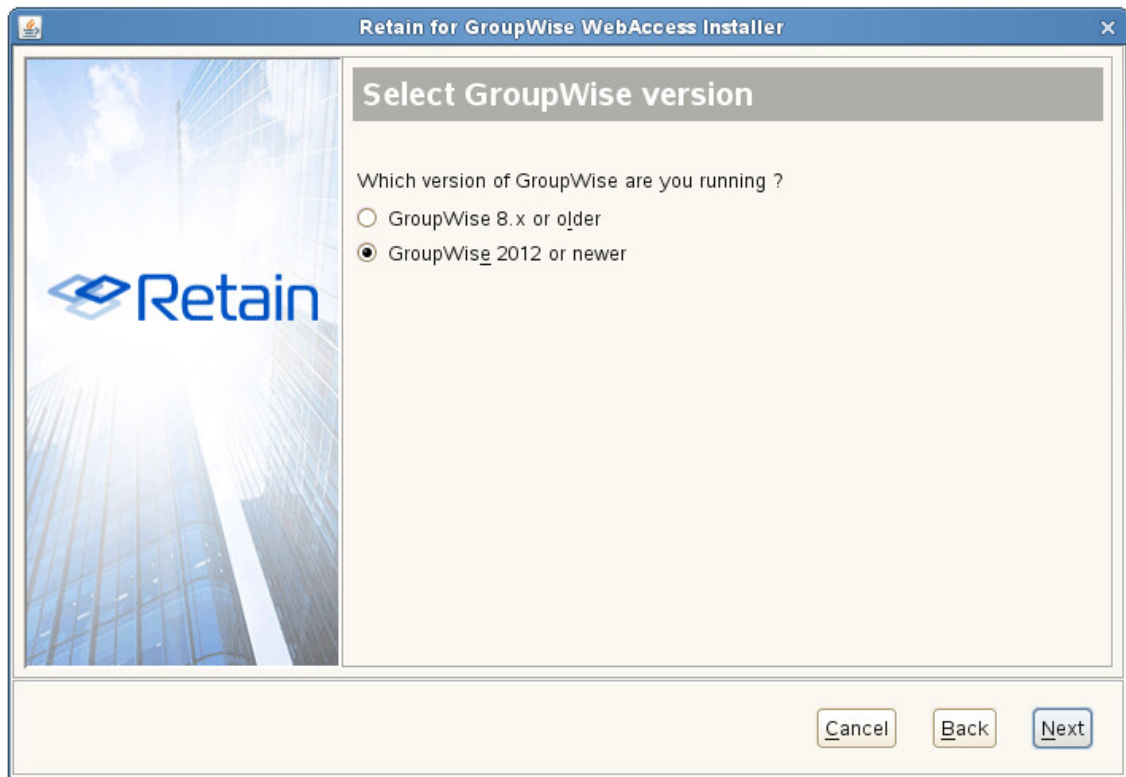 Retain for GroupWise WebAccess Installer
Select GroupWise version
Which version of GroupWise are you running ?
GroupWise 8.x or older
GroupWise 2012 or newer
Retain
Cancel Back Next